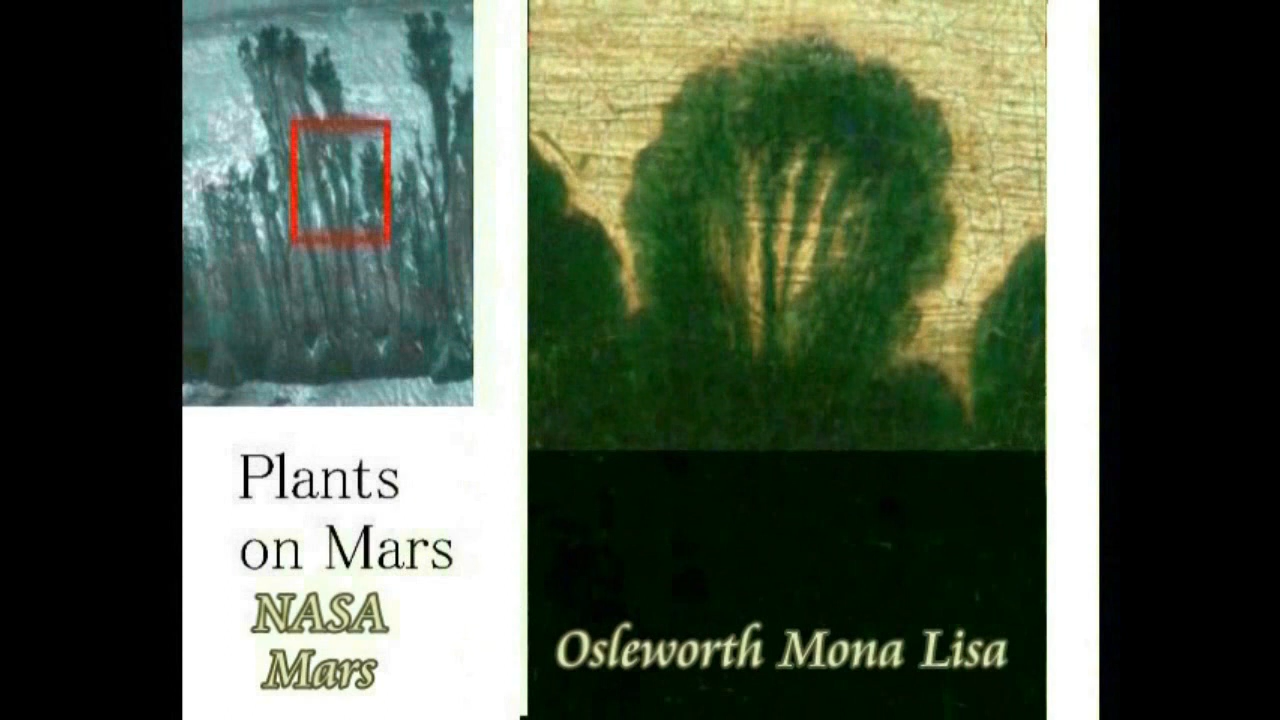 Plants
on Mars
NASA
Mars
Osleworth Mona Lisa